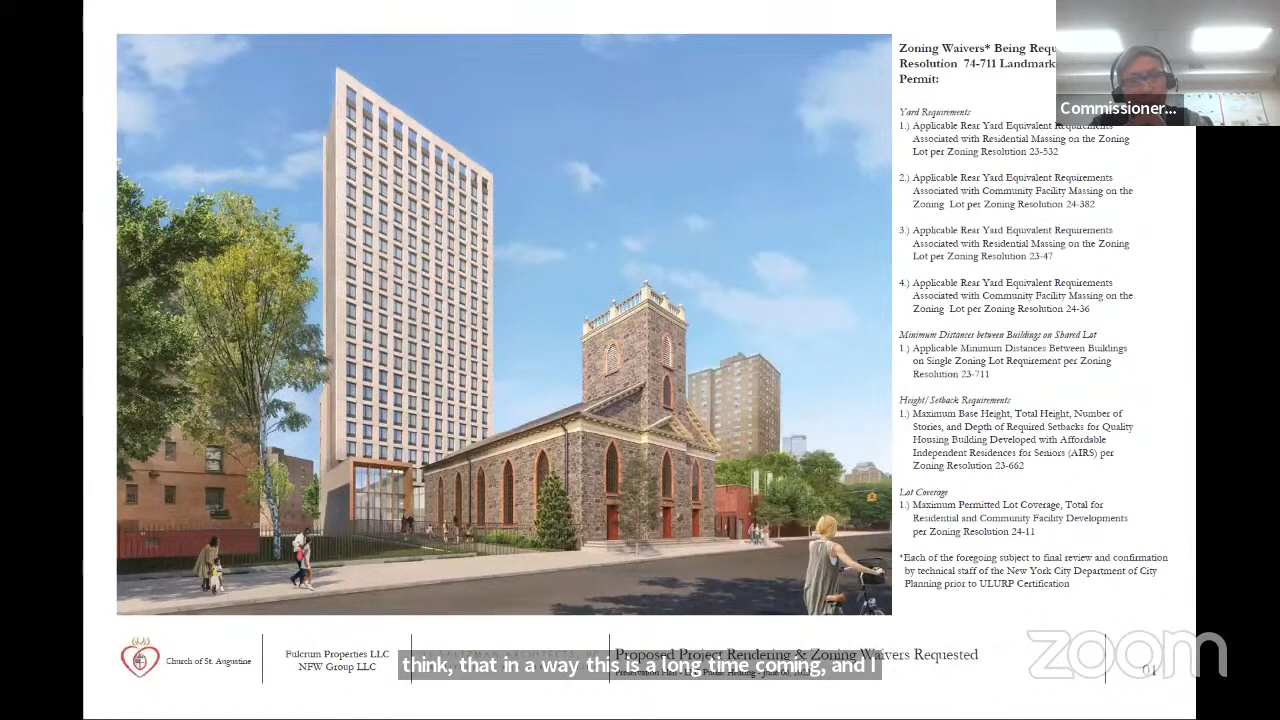 Zoning Waivers* Being Requ
Resolution 74-711 Landmark
Permit:
Commissioner...
Yard Requirements
1.) Applicable Rear Yard Equivalent Requirements
Associated with Residential Massing on the Zoning
Lot per Zoning Resolution 23-532
2.) Applicable Rear Yard Equivalent Requirements
Associated with Community Facility Massing on the
Zoning Lot per Zoning Resolution 24-382
3.) Applicable Rear Yard Equivalent Requirements
Associated with Residential Massing on the Zoning
Lot per Zoning Resolution 23-47
4.) Applicable Rear Yard Equivalent Requirements
Associated with Community Facility Massing on the
Zoning Lot per Zoning Resolution 24-36
Minimum Distances between Buildings on Shared Lot
1.) Applicable Minimum Distances Between Buildings
on Single Zoning Lot Requirement per Zoning
Resolution 23-711
Height/Setback Requirements
1.) Maximum Base Height, Total Height, Number of
Stories, and Depth of Required Setbacks for Quality
Housing Building Developed with Affordable
Independent Residences for Seniors (AIRS) per
Zoning Resolution 23-662
Lot Coverage
1.) Maximum Permitted Lot Coverage, Total for
Residential and Community Facility Developments
per Zoning Resolution 24-11
*Each of the foregoing subject to final review and confirmation
by technical staff of the New York City Department of City
Planning prior to ULURP Certification
Church of St. Augustine
Fulcrum Properties LLC
NFW Group LLC
Proposed Project Rendering & Zoning Waivers Requested
think, that in a way this is a long time coming, and I
zoom
01